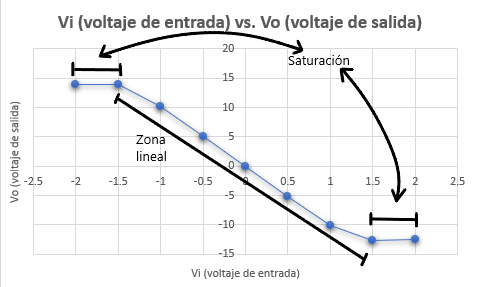 Vi (voltaje de entrada) vs. Vo (voltaje de salida)
20
Saturación
15
10
Zona
lineal
5
0
-2.5 -2 -1.5 -1 -0.5 0 0.5 1 1.5 2 2.5
-5
-10
-15
Vo (voltaje de salida)
Vi (voltaje de entrada)